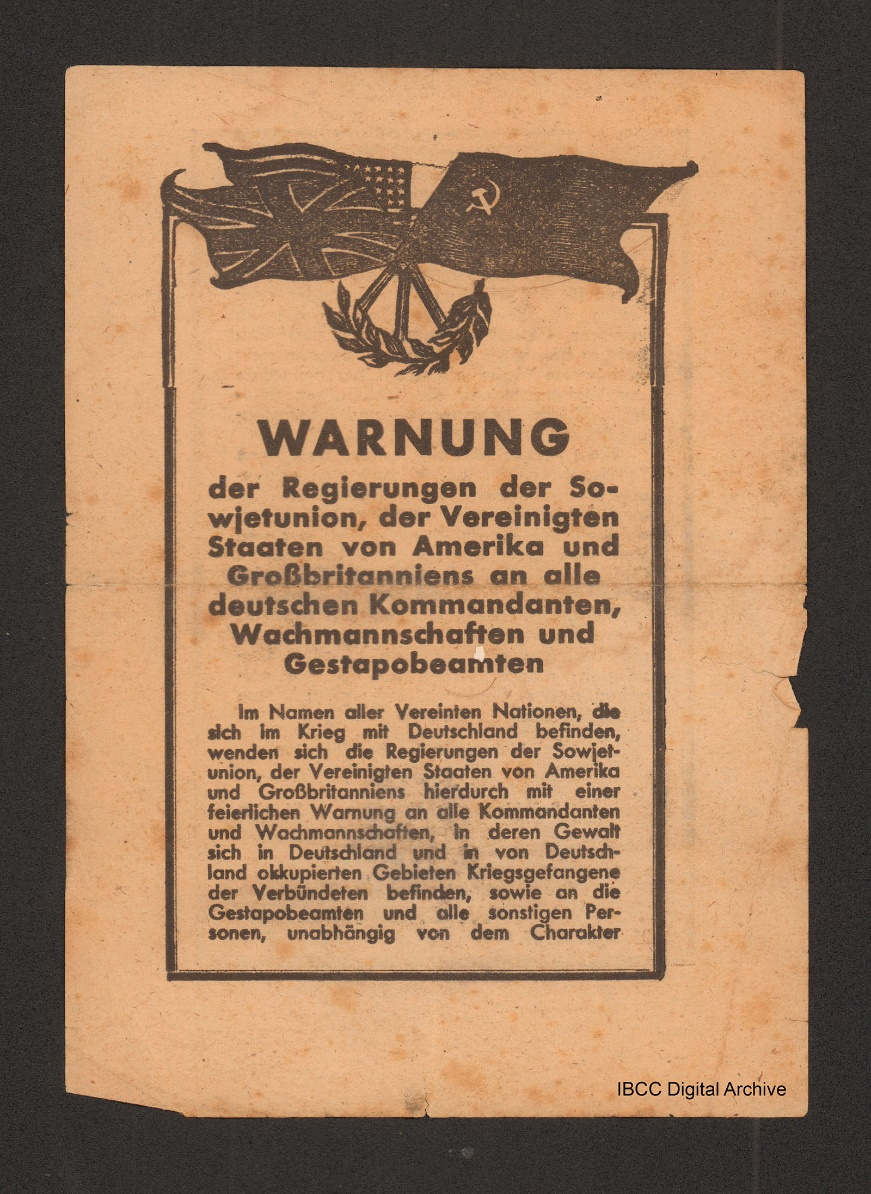 WARNUNG
der Regierungen der So-
wjetunion, der Vereinigten
Staaten von Amerika und
Großbritanniens an alle
deutschen Kommandanten,
Wachmannschaften und
Gestapobeamten
Im Namen aller Vereinten Nationen, die
sich im Krieg mit Deutschland befinden,
wenden sich die Regierungen der Sowjet-
union, der Vereinigten Staaten von Amerika
und Großbritanniens hierdurch mit einer
feierlichen Warnung an alle Kommandanten
und Wachmannschaften, in deren Gewalt
sich in Deutschland und in von Deutsch-
land okkupierten Gebieten Kriegsgefangene
der Verbündeten befinden, sowie an die
Gestapobeamten und alle sonstigen Per-
sonen, unabhängig von dem Charakter
IBCC Digital Archive